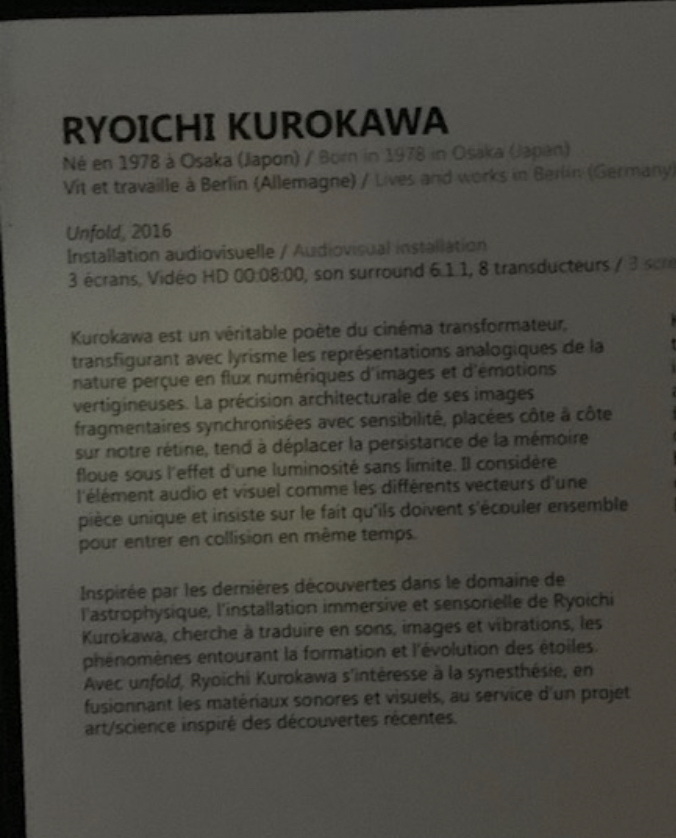 RYOICHI KUROKAWA
Né en 1978 à Osaka (Japon) / Born in 1978 in Osaka (Japan)
Vit et travaille à Berlin (Allemagne) / Lives and works in Berlin (Germany)
Unfold, 2016
Installation audiovisuelle / Audiovisual installation
3 écrans, Vidéo HD 00:08:00, son surround 6.1.1, 8 transducteurs / 3
Kurokawa est un véritable poète du cinéma transformateur,
transfigurant avec lyrisme les représentations analogiques de la
nature perçue en flux numériques d'images et d'émotions
vertigineuses. La précision architecturale de ses images
fragmentaires synchronisées avec sensibilité, placées côte à côte
sur notre rétine, tend à déplacer la persistance de la mémoire
floue sous l'effet d'une luminosité sans limite. Il considère
l'élément audio et visuel comme les différents vecteurs d'une
pièce unique et insiste sur le fait qu'ils doivent s'écouler ensemble
pour entrer en collision en même temps.
Inspirée par les dernières découvertes dans le domaine de
l'astrophysique, l'installation immersive et sensorielle de Ryoichi
Kurokawa, cherche à traduire en sons, images et vibrations, les
phénomènes entourant la formation et l'évolution des étoiles.
Avec unfold, Ryoichi Kurokawa s'intéresse à la synesthésie, en
fusionnant les matériaux sonores et visuels, au service d'un projet
art/science inspiré des découvertes récentes.